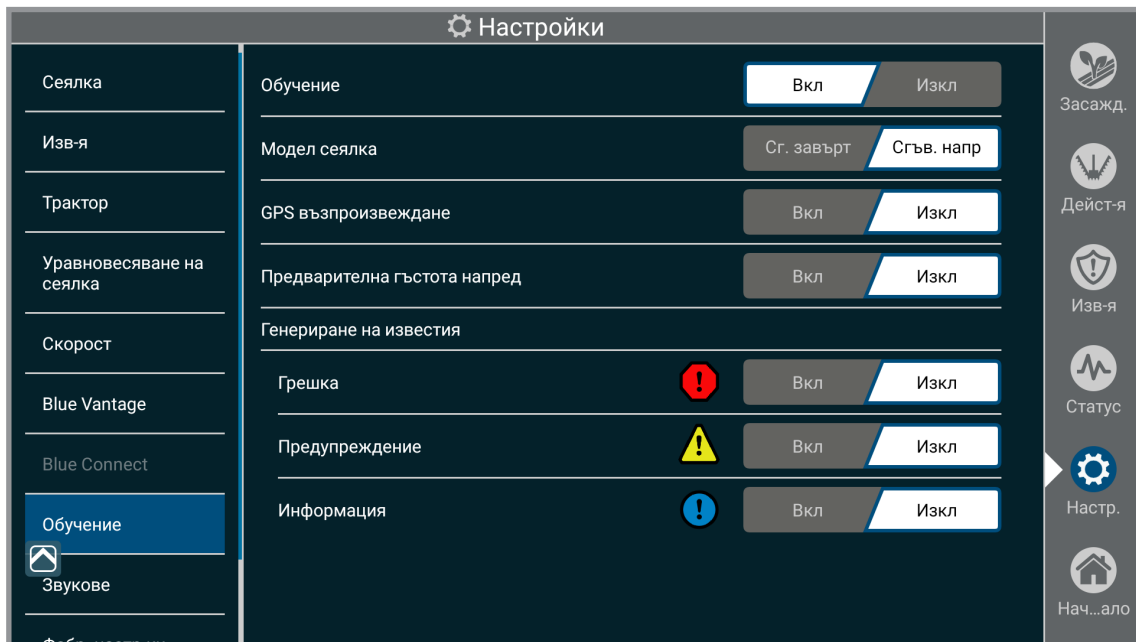 Настройки
Сеялка
Изв-я
Трактор
Уравновесяване на
сеялка
Скорост
Blue Vantage
Blue Connect
Обучение
Звукове
Обучение Вкл Изкл
Модел сеялка Сг. завърт Сгъв. напр
GPS възпроизвеждане Вкл Изкл
Предварителна гъстота напред Вкл Изкл
Генериране на известия
Грешка Вкл Изкл
Предупреждение Вкл Изкл
Информация Вкл Изкл
Засажд.
Дейст-я
Изв-я
Статус
Настр.
Нач...ало